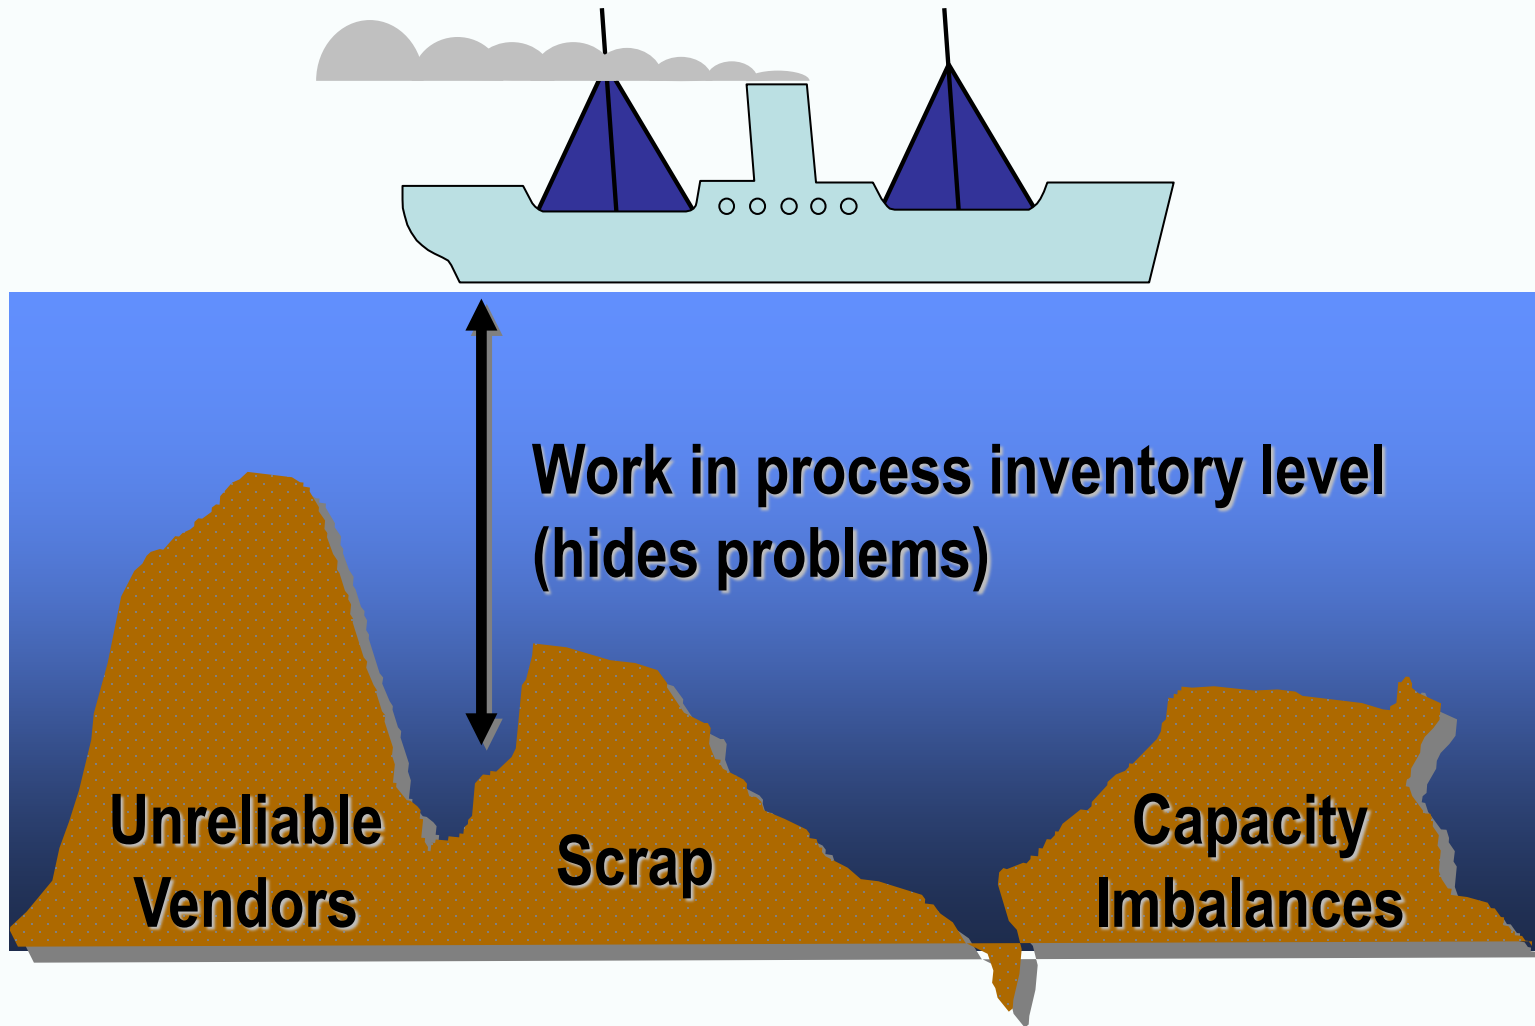 Work in process inventory level
(hides problems)
Unreliable
Vendors
Scrap
Capacity
Imbalances